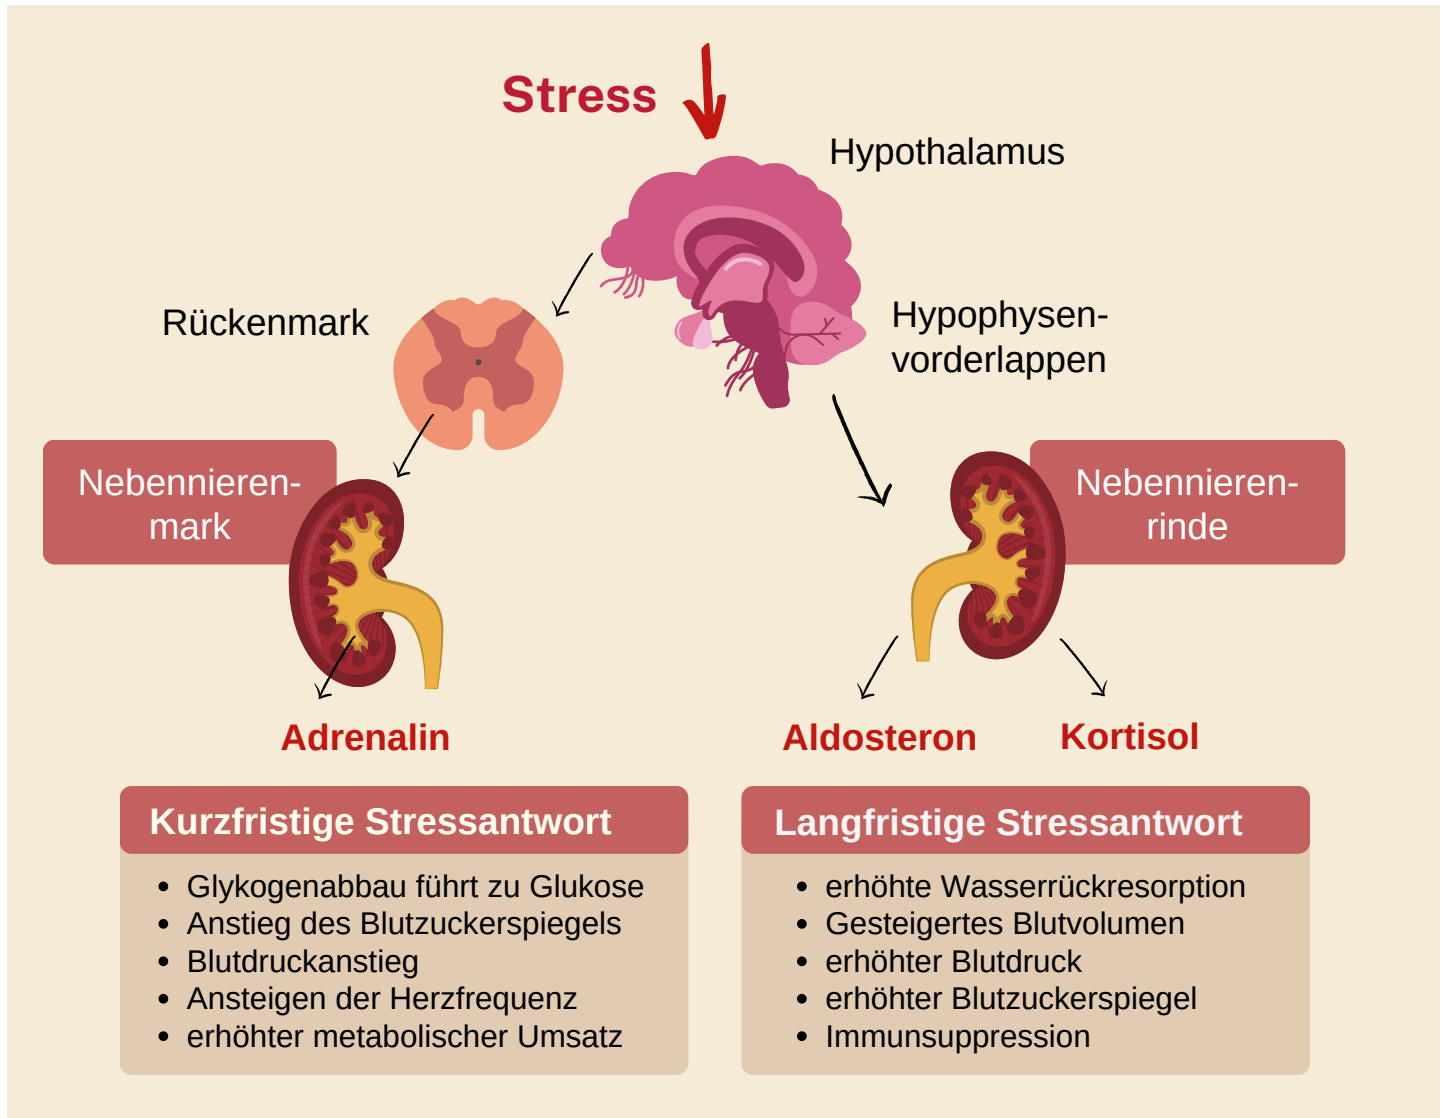 Stress
Hypothalamus
Rückenmark
Hypophysen-
vorderlappen
Nebennieren-
mark
Nebennieren-
rinde
Adrenalin
Aldosteron
Kortisol
Kurzfristige Stressantwort
• Glykogenabbau führt zu Glukose
• Anstieg des Blutzuckerspiegels
• Blutdruckanstieg
• Ansteigen der Herzfrequenz
• erhöhter metabolischer Umsatz
Langfristige Stressantwort
• erhöhte Wasserrückresorption
• Gesteigertes Blutvolumen
• erhöhter Blutdruck
• erhöhter Blutzuckerspiegel
• Immunsuppression